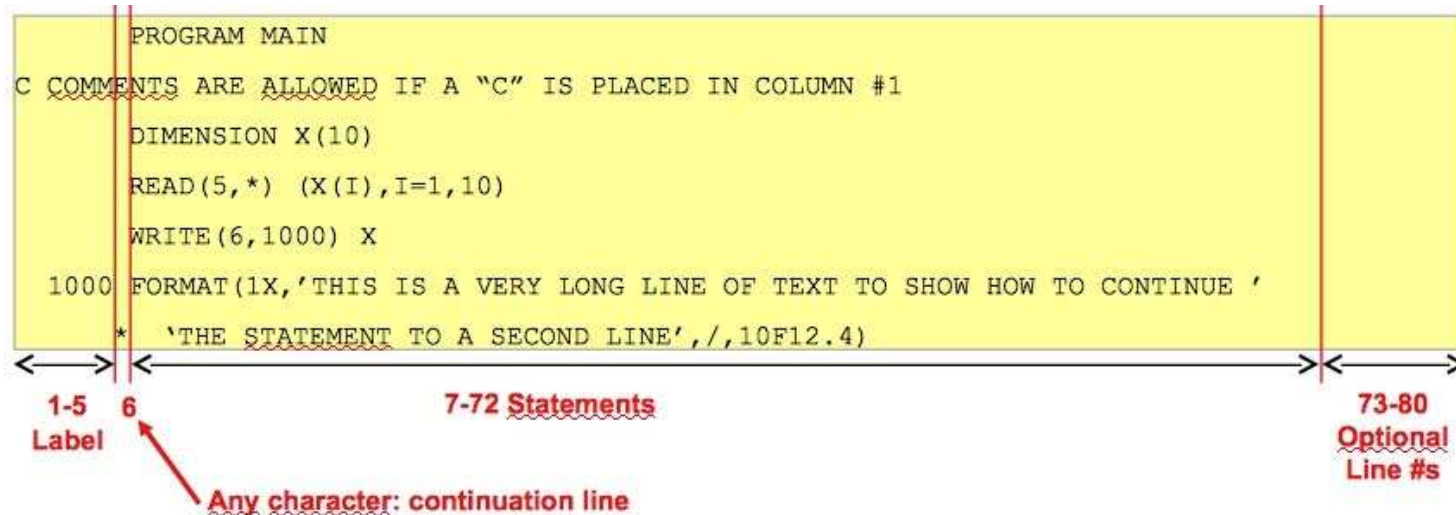 PROGRAM MAIN
C COMMENTS ARE ALLOWED IF A “C” IS PLACED IN COLUMN #1
DIMENSION X(10)
READ(5,*) (X(I),I=1,10)
WRITE(6,1000) X
1000 FORMAT(1X,’THIS IS A VERY LONG LINE OF TEXT TO SHOW HOW TO CONTINUE ’
* ‘THE STATEMENT TO A SECOND LINE’,/,10F12.4)
1-5
Label
6
7-72 Statements
73-80
Optional
Line #s
Any character: continuation line